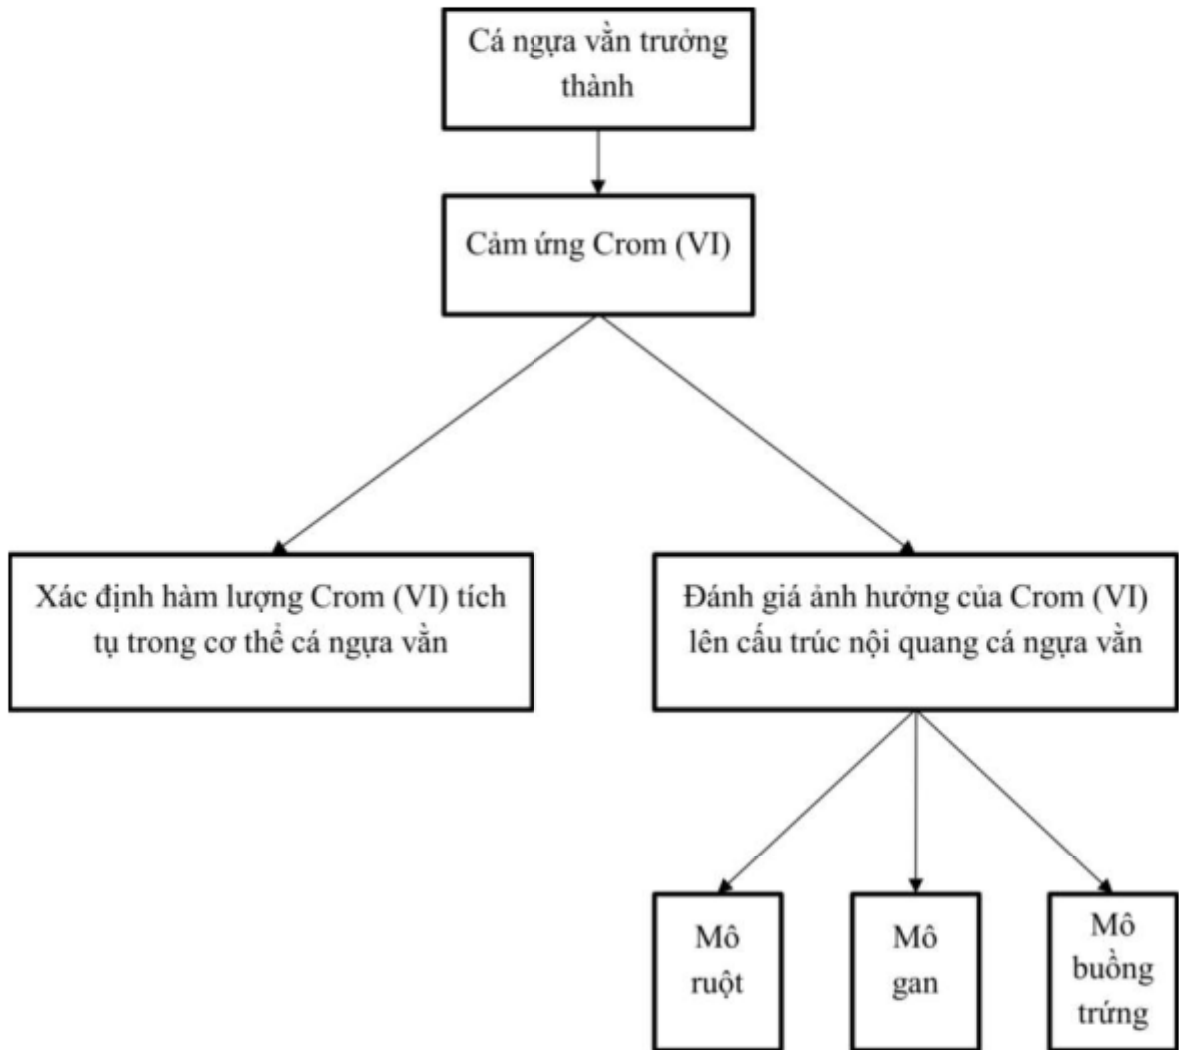 Cá ngựa vằn trưởng
thành
Cảm ứng Crom (VI)
Xác định hàm lượng Crom (VI) tích
tụ trong cơ thể cá ngựa vằn
Đánh giá ảnh hưởng của Crom (VI)
lên cấu trúc nội quang cá ngựa vằn
Mô
ruột
Mô
gan
Mô
buồng
trứng